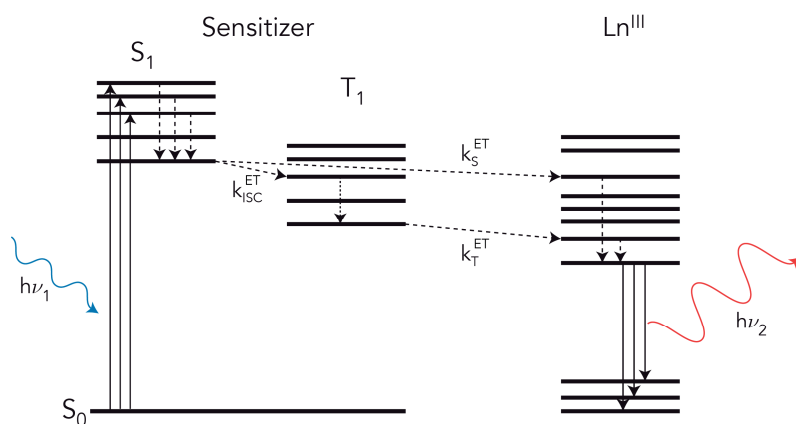 Sensitizer
Ln^III
S₁
T₁
k_S^ET
k_ISC^ET
k_T^ET
hν₁
hν₂
S₀